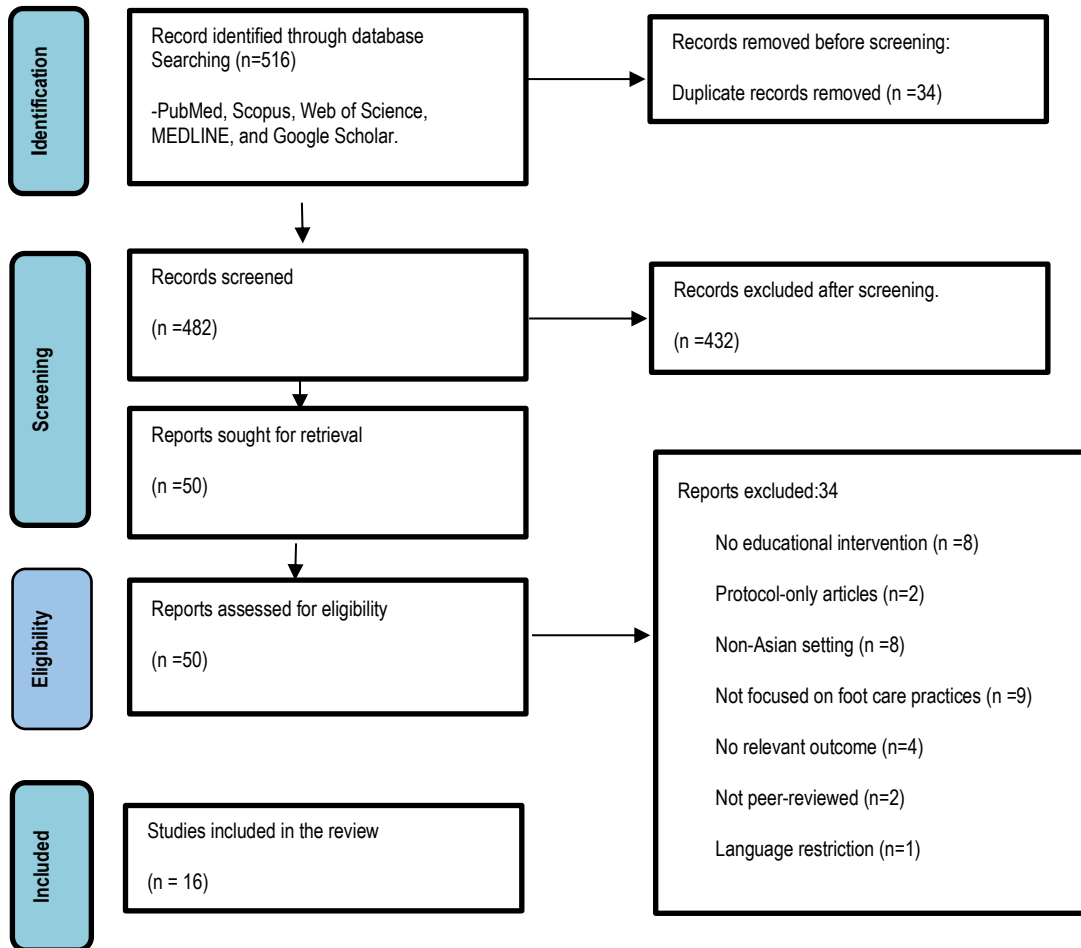 Identification
Record identified through database
Searching (n=516)
-PubMed, Scopus, Web of Science,
MEDLINE, and Google Scholar.
Records removed before screening:
Duplicate records removed (n =34)
Screening
Records screened
(n =482)
Records excluded after screening.
(n =432)
Reports sought for retrieval
(n =50)
Eligibility
Reports assessed for eligibility
(n =50)
Reports excluded:34
No educational intervention (n =8)
Protocol-only articles (n=2)
Non-Asian setting (n =8)
Not focused on foot care practices (n =9)
No relevant outcome (n=4)
Not peer-reviewed (n=2)
Language restriction (n=1)
Included
Studies included in the review
(n = 16)